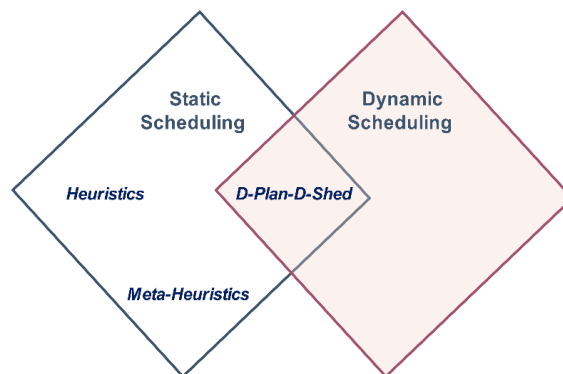 Static
Scheduling
Dynamic
Scheduling
Heuristics
D-Plan-D-Shed
Meta-Heuristics